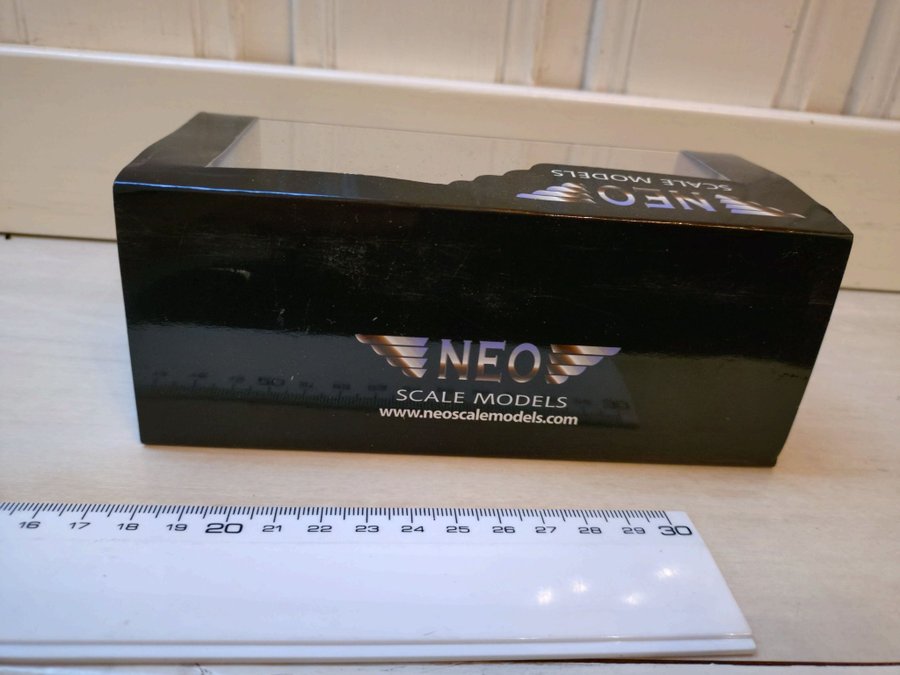 SCALE MODELS
NEO
NEO
SCALE MODELS
www.neoscalemodels.com
16 17 18 19 20 21 22 23 24 25 26 27 28 29 30